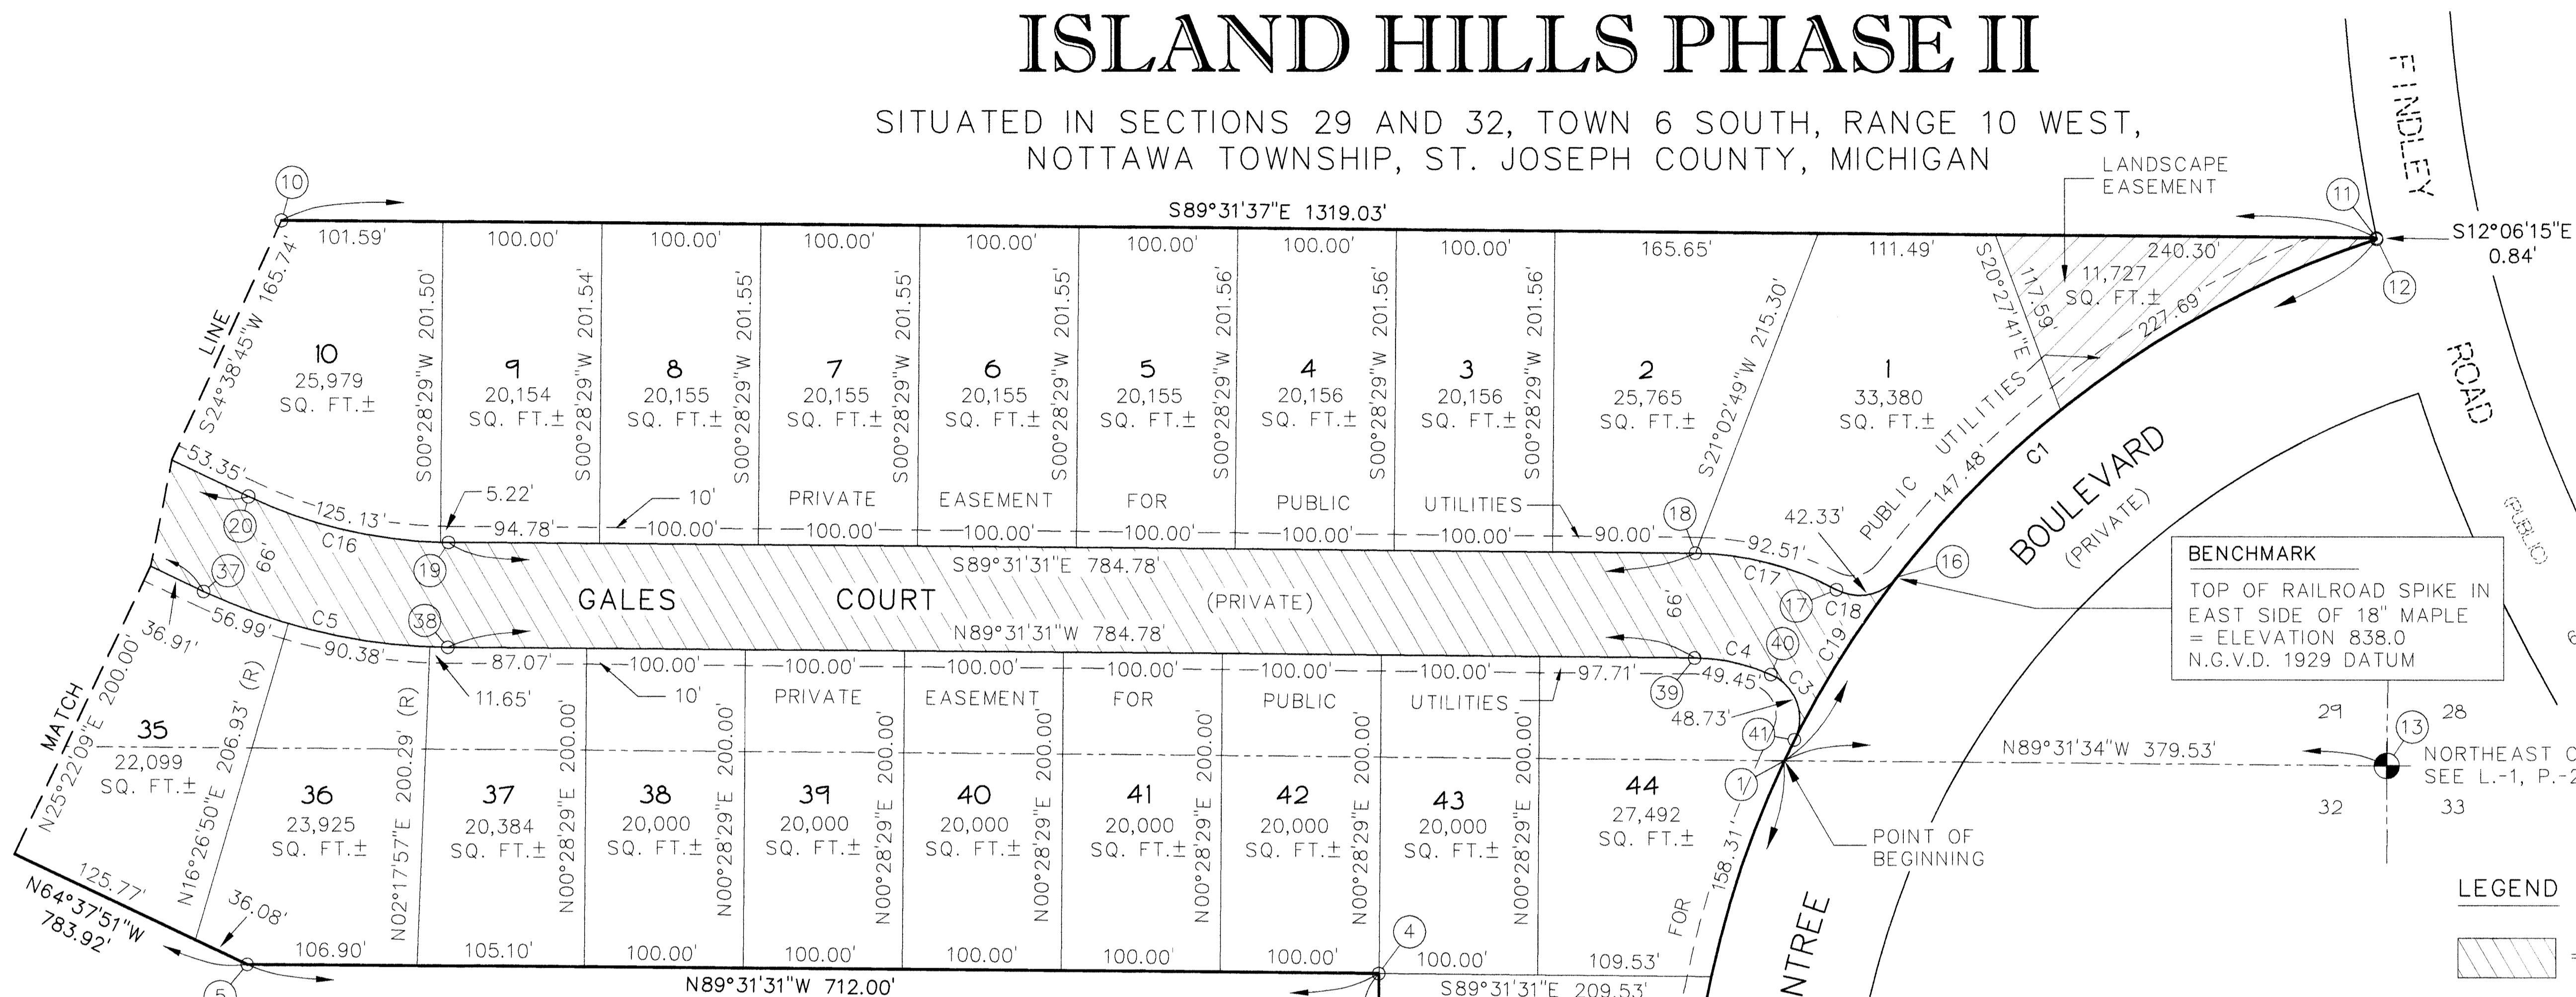 ISLAND HILLS PHASE II
SITUATED IN SECTIONS 29 AND 32, TOWN 6 SOUTH, RANGE 10 WEST,
NOTTAWA TOWNSHIP, ST. JOSEPH COUNTY, MICHIGAN
LANDSCAPE
EASEMENT
FINDLEY
ROAD
(PUBLIC)
10
S89°31'37"E 1319.03'
11
S12°06'15"E
0.84'
12
101.59'
100.00'
100.00'
100.00'
100.00'
100.00'
100.00'
100.00'
165.65'
111.49'
240.30'
11,727
SQ. FT.±
S20°27'41"E
117.59'
227.69'
LINE
S24°38'45"W 165.74'
S00°28'29"W 201.50'
S00°28'29"W 201.54'
S00°28'29"W 201.55'
S00°28'29"W 201.55'
S00°28'29"W 201.56'
S00°28'29"W 201.56'
S00°28'29"W 201.56'
S21°02'49"W 215.30'
10
25,979
SQ. FT.±
9
20,154
SQ. FT.±
8
20,155
SQ. FT.±
7
20,155
SQ. FT.±
6
20,155
SQ. FT.±
5
20,155
SQ. FT.±
4
20,156
SQ. FT.±
3
20,156
SQ. FT.±
2
25,765
SQ. FT.±
1
33,380
SQ. FT.±
PUBLIC UTILITIES
147.48'
C1
BOULEVARD
(PRIVATE)
53.35'
20
125.13'
C16
5.22'
10'
PRIVATE EASEMENT FOR PUBLIC UTILITIES
94.78'
100.00'
100.00'
100.00'
100.00'
100.00'
100.00'
90.00'
18
92.51'
42.33'
19
S89°31'31"E 784.78'
C17
17
C18
16
C19
66'
GALES COURT (PRIVATE)
66'
37
36.91'
56.99'
C5
90.38'
38
N89°31'31"W 784.78'
C4
40
C3
87.07'
100.00'
100.00'
100.00'
100.00'
100.00'
97.71'
39
49.45'
48.73'
41
11.65'
10'
PRIVATE EASEMENT FOR PUBLIC UTILITIES
BENCHMARK
TOP OF RAILROAD SPIKE IN
EAST SIDE OF 18" MAPLE
= ELEVATION 838.0
N.G.V.D. 1929 DATUM
29
28
13
N89°31'34"W 379.53'
NORTHEAST C
SEE L.-1, P.-2
32
33
MATCH
N25°22'09"E 200.00'
N16°26'50"E 206.93' (R)
N02°17'57"E 200.29' (R)
N00°28'29"E 200.00'
N00°28'29"E 200.00'
N00°28'29"E 200.00'
N00°28'29"E 200.00'
N00°28'29"E 200.00'
N00°28'29"E 200.00'
N00°28'29"E 200.00'
35
22,099
SQ. FT.±
36
23,925
SQ. FT.±
37
20,384
SQ. FT.±
38
20,000
SQ. FT.±
39
20,000
SQ. FT.±
40
20,000
SQ. FT.±
41
20,000
SQ. FT.±
42
20,000
SQ. FT.±
43
20,000
SQ. FT.±
44
27,492
SQ. FT.±
1
158.31'
FOR
POINT OF
BEGINNING
NTREE
LEGEND
=
125.77'
N64°37'51"W
783.92'
36.08'
5
106.90'
105.10'
100.00'
100.00'
100.00'
100.00'
100.00'
4
100.00'
109.53'
N89°31'31"W 712.00'
S89°31'31"E 209.53'